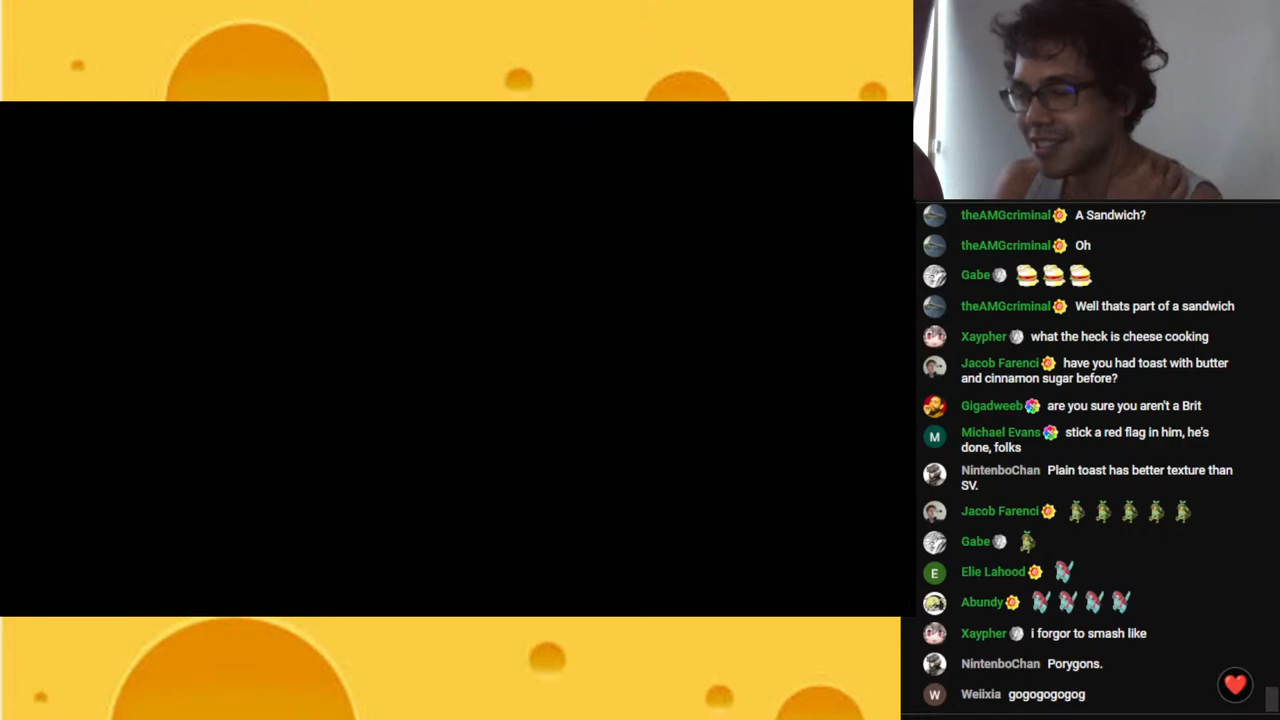 theAMGcriminal A Sandwich?
theAMGcriminal Oh
Gabe
theAMGcriminal Well thats part of a sandwich
Xaypher what the heck is cheese cooking
Jacob Farenci have you had toast with butter
and cinnamon sugar before?
Gigadweeb are you sure you aren't a Brit
M
Michael Evans stick a red flag in him, he's
done, folks
NintenboChan Plain toast has better texture than
SV.
Jacob Farenci
Gabe
E Elie Lahood
Abundy
Xaypher i forgor to smash like
NintenboChan Porygons.
W Weiixia gogogogogog